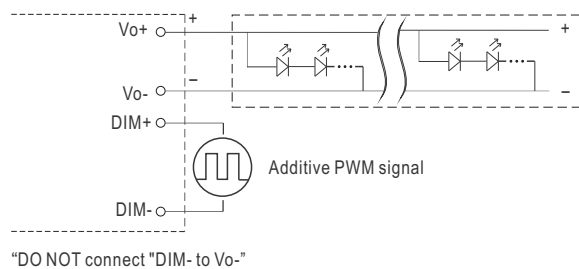 Vo+
+
+
Vo-
−
−
DIM+
Additive PWM signal
DIM-
“DO NOT connect "DIM- to Vo-”